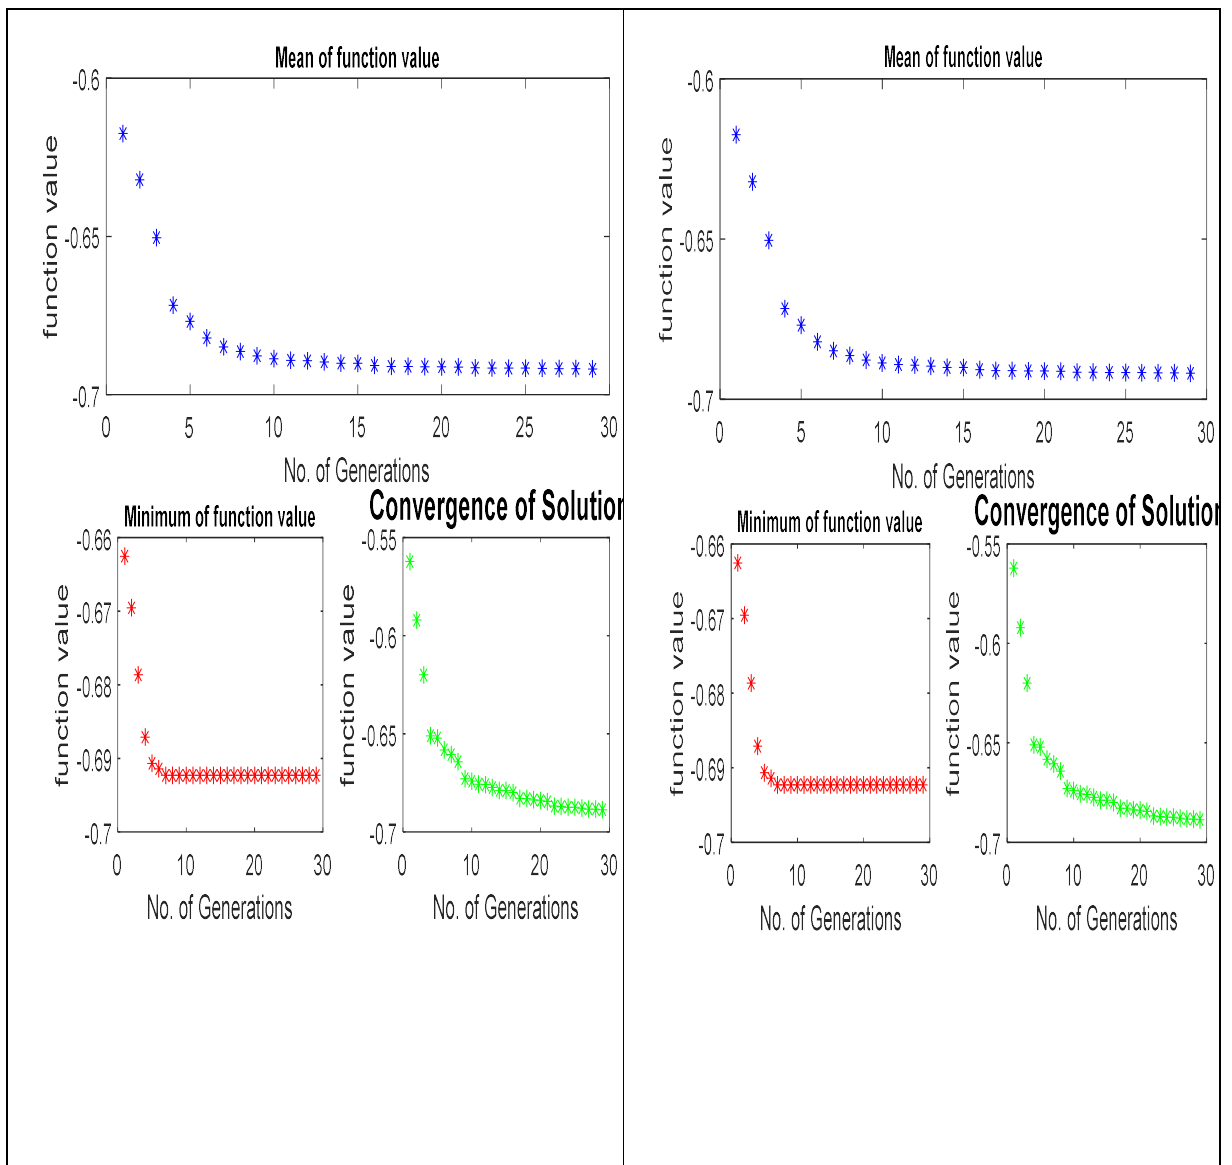 Mean of function value
-0.6
-0.65
-0.7
function value
0 5 10 15 20 25 30
No. of Generations
Minimum of function value
-0.66
-0.67
-0.68
-0.69
-0.7
function value
0 10 20 30
No. of Generations
Convergence of Solution
-0.55
-0.6
-0.65
-0.7
function value
0 10 20 30
No. of Generations
Mean of function value
-0.6
-0.65
-0.7
function value
0 5 10 15 20 25 30
No. of Generations
Minimum of function value
-0.66
-0.67
-0.68
-0.69
-0.7
function value
0 10 20 30
No. of Generations
Convergence of Solution
-0.55
-0.6
-0.65
-0.7
function value
0 10 20 30
No. of Generations